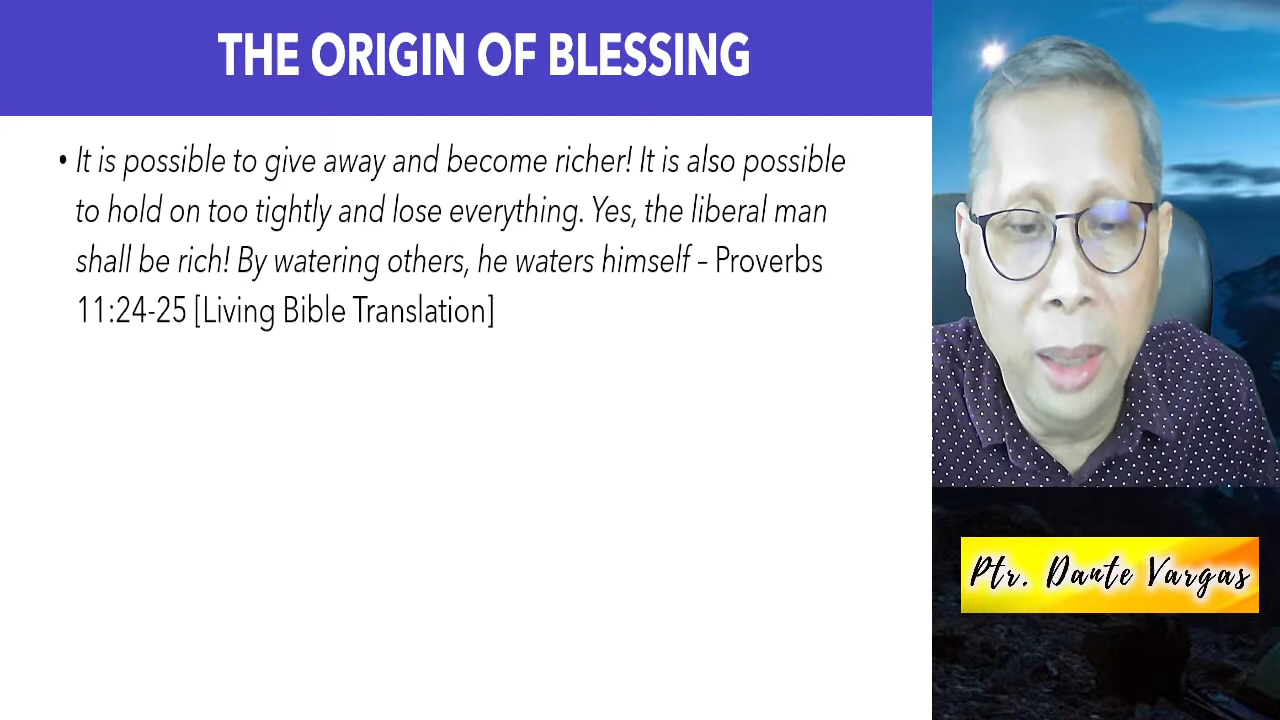 THE ORIGIN OF BLESSING
• It is possible to give away and become richer! It is also possible
to hold on too tightly and lose everything. Yes, the liberal man
shall be rich! By watering others, he waters himself – Proverbs
11:24-25 [Living Bible Translation]
Ptr. Dante Vargas